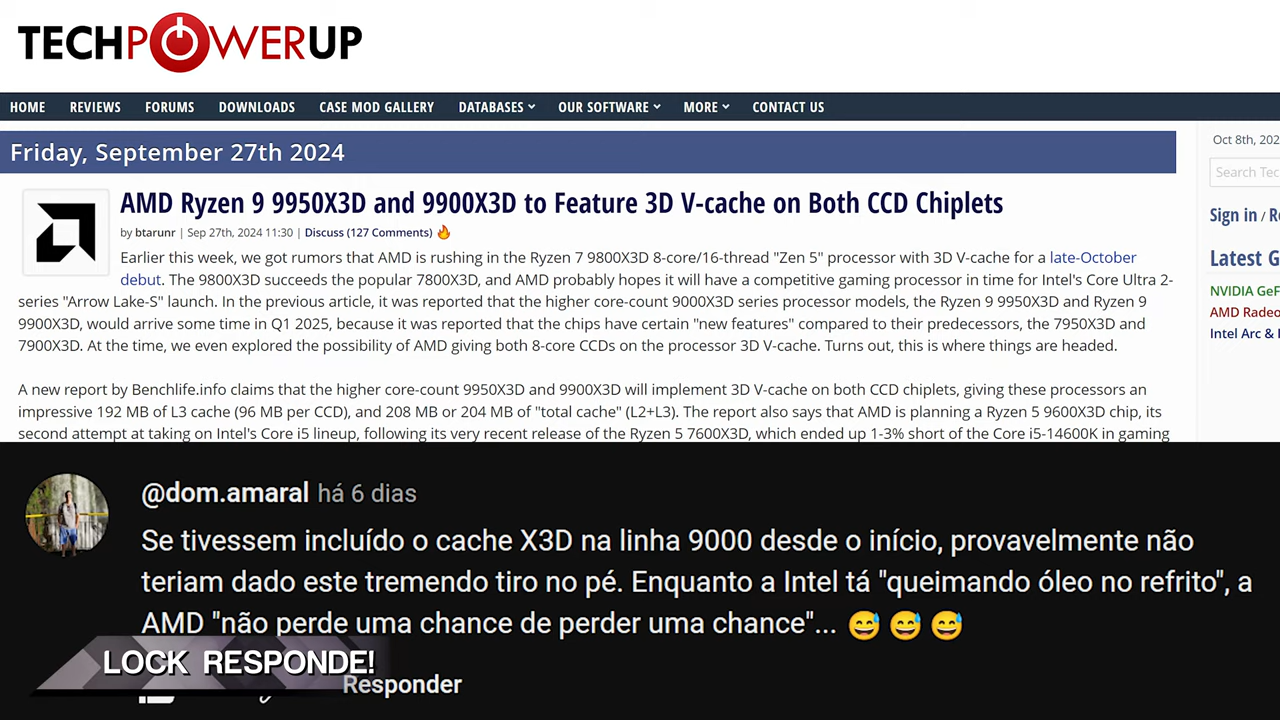 TECHPOWERUP
HOME REVIEWS FORUMS DOWNLOADS CASE MOD GALLERY DATABASES OUR SOFTWARE MORE CONTACT US
Friday, September 27th 2024
Oct 8th, 202
Search Tec
Sign in / R
Latest G
NVIDIA GeF
AMD Radeo
Intel Arc &
AMD Ryzen 9 9950X3D and 9900X3D to Feature 3D V-cache on Both CCD Chiplets
by btarunr | Sep 27th, 2024 11:30 | Discuss (127 Comments)
Earlier this week, we got rumors that AMD is rushing in the Ryzen 7 9800X3D 8-core/16-thread "Zen 5" processor with 3D V-cache for a late-October
debut. The 9800X3D succeeds the popular 7800X3D, and AMD probably hopes it will have a competitive gaming processor in time for Intel's Core Ultra 2-
series "Arrow Lake-S" launch. In the previous article, it was reported that the higher core-count 9000X3D series processor models, the Ryzen 9 9950X3D and Ryzen 9
9900X3D, would arrive some time in Q1 2025, because it was reported that the chips have certain "new features" compared to their predecessors, the 7950X3D and
7900X3D. At the time, we even explored the possibility of AMD giving both 8-core CCDs on the processor 3D V-cache. Turns out, this is where things are headed.
A new report by Benchlife.info claims that the higher core-count 9950X3D and 9900X3D will implement 3D V-cache on both CCD chiplets, giving these processors an
impressive 192 MB of L3 cache (96 MB per CCD), and 208 MB or 204 MB of "total cache" (L2+L3). The report also says that AMD is planning a Ryzen 5 9600X3D chip, its
second attempt at taking on Intel's Core i5 lineup, following its very recent release of the Ryzen 5 7600X3D, which ended up 1-3% short of the Core i5-14600K in gaming
@dom.amaral há 6 dias
Se tivessem incluído o cache X3D na linha 9000 desde o início, provavelmente não
teriam dado este tremendo tiro no pé. Enquanto a Intel tá "queimando óleo no refrito", a
AMD "não perde uma chance de perder uma chance"... 😅 😅 😅
LOCK RESPONDE!
Responder